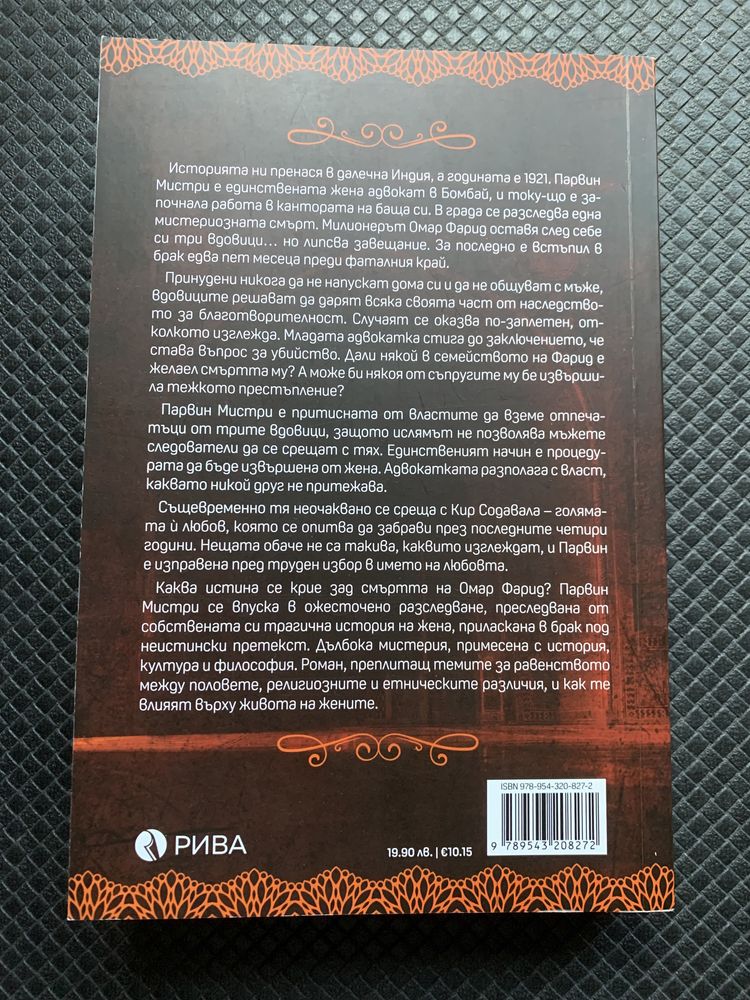 Историята ни пренася в далечна Индия, а годината е 1921. Парвин
Мистри е единствената жена адвокат в Бомбай, и току-що е за-
почнала работа в кантората на баща си. В града се разследва една
мистериозната смърт. Милионерът Омар Фарид оставя след себе
си три вдовици... но липсва завещание. За последно е встъпил в
брак едва пет месеца преди фаталния край.
Принудени никога да не напускат дома си и да не общуват с мъже,
вдовиците решават да дарят всяка своята част от наследство-
то за благотворителност. Случаят се оказва по-заплетен, от-
колкото изглежда. Младата адвокатка стига до заключението, че
става въпрос за убийство. Дали някой в семейството на Фарид е
желаел смъртта му? А може би някоя от съпругите му бе извърши-
ла тежкото престъпление?
Парвин Мистри е притисната от властите да вземе отпеча-
тъци от трите вдовици, защото ислямът не позволява мъжете
следователи да се срещат с тях. Единственият начин е процеду-
рата да бъде извършена от жена. Адвокатката разполага с власт,
каквато никой друг не притежава.
Същевременно тя неочаквано се среща с Кир Содавала – голяма-
та ѝ любов, която се опитва да забрави през последните четири
години. Нещата обаче не са такива, каквито изглеждат, и Парвин
е изправена пред труден избор в името на любовта.
Каква истина се крие зад смъртта на Омар Фарид? Парвин
Мистри се впуска в ожесточено разследване, преследвана от
собствената си трагична история на жена, приласкана в брак под
неистински претекст. Дълбока мистерия, примесена с история,
култура и философия. Роман, преплитащ темите за равенството
между половете, религиозните и етническите различия, и как те
влияят върху живота на жените.
ISBN 978-954-320-827-2
РИВА
19.90 лв. | €10.15
9 789543 208272